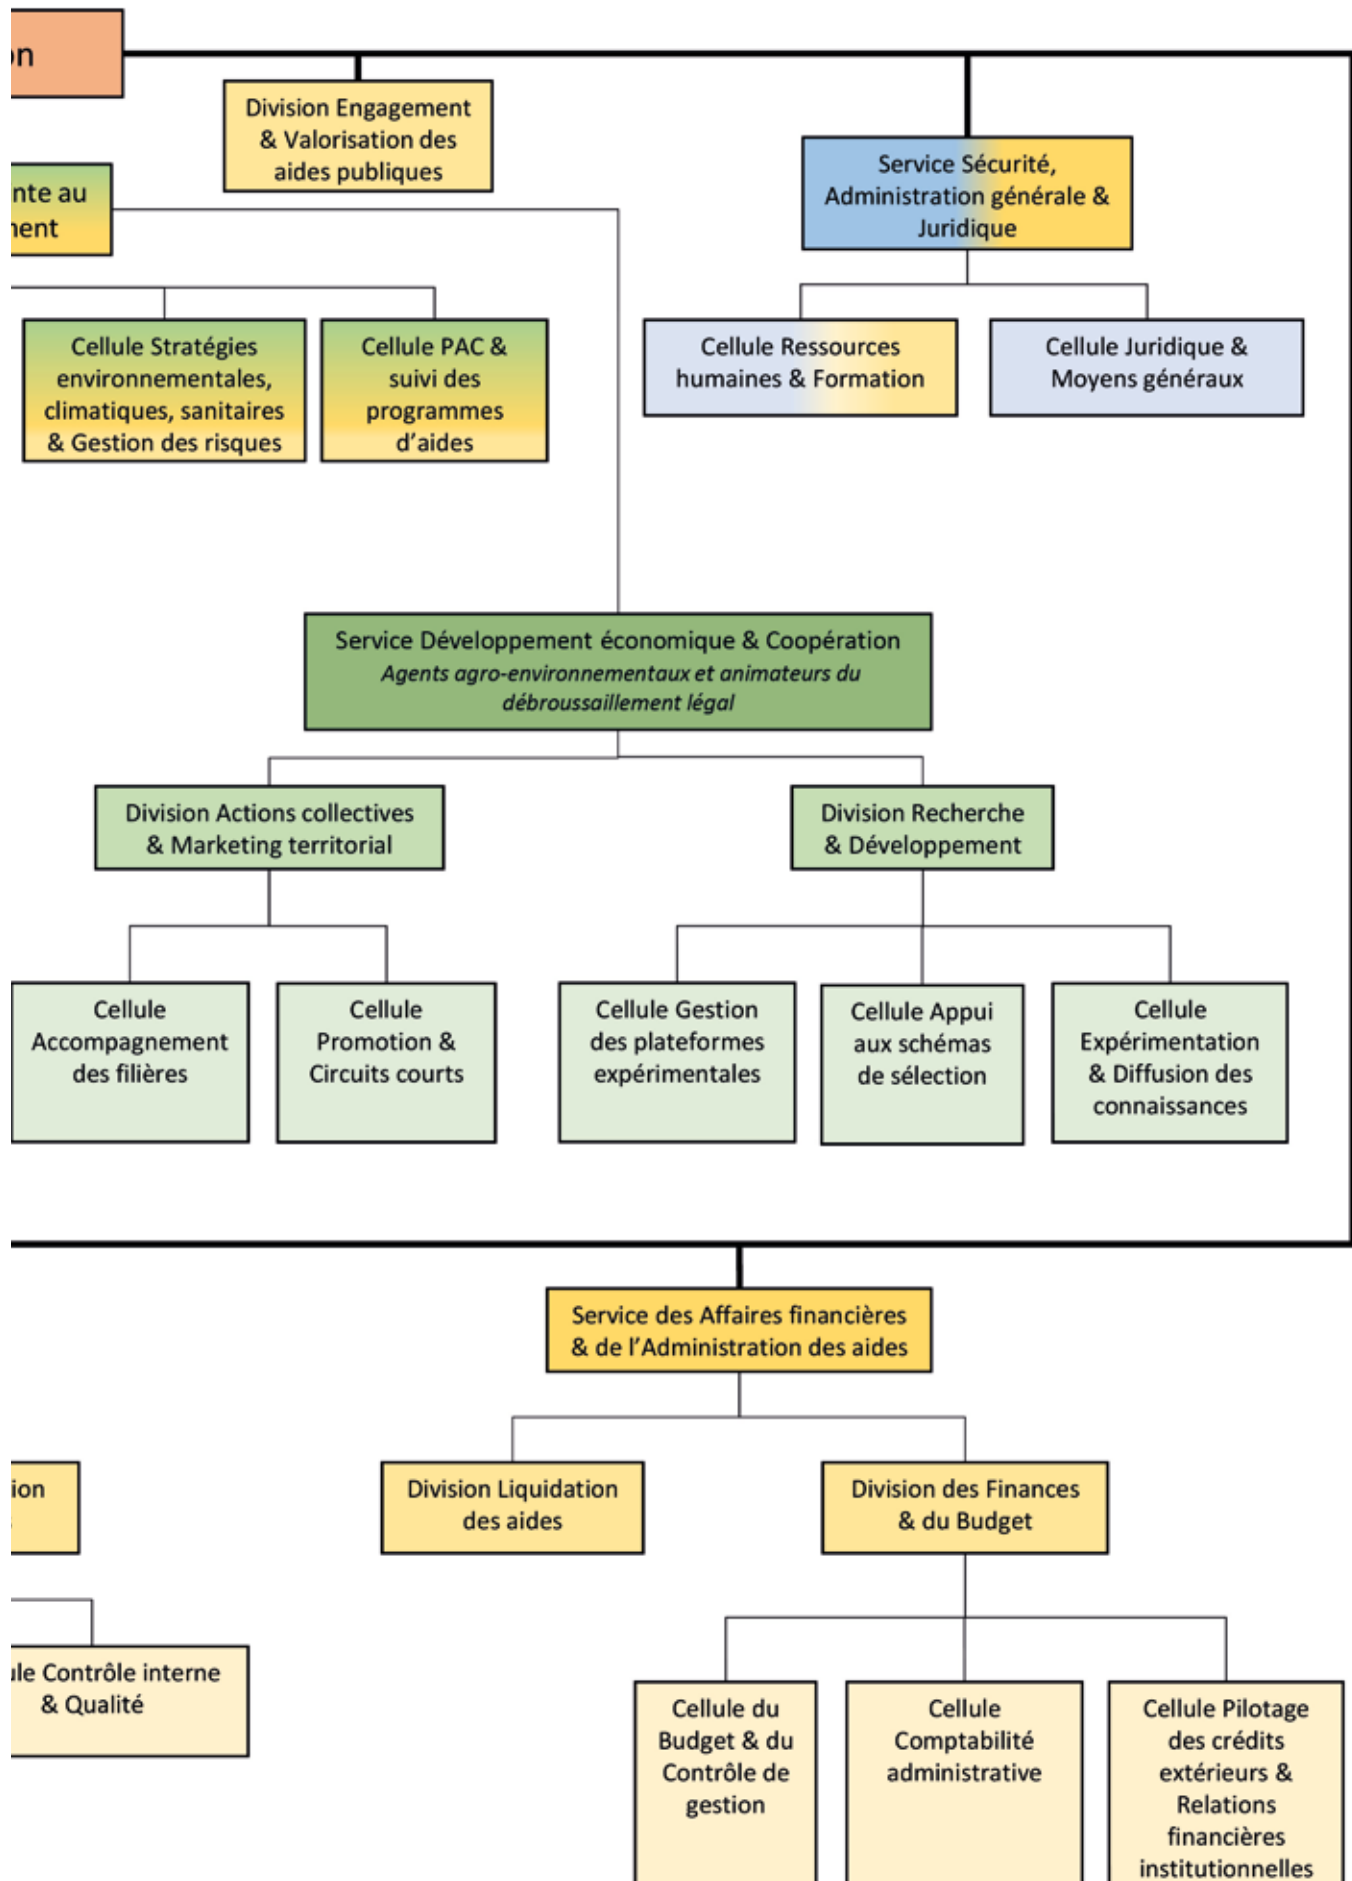 Division Engagement
& Valorisation des
aides publiques
Service Sécurité,
Administration générale &
Juridique
nte au
Cellule Stratégies
environnementales,
climatiques, sanitaires
& Gestion des risques
Cellule PAC &
suivi des
programmes
d’aides
Cellule Ressources
humaines & Formation
Cellule Juridique &
Moyens généraux
Service Développement économique & Coopération
Agents agro-environnementaux et animateurs du
débroussaillement légal
Division Actions collectives
& Marketing territorial
Division Recherche
& Développement
Cellule
Accompagnement
des filières
Cellule
Promotion &
Circuits courts
Cellule Gestion
des plateformes
expérimentales
Cellule Appui
aux schémas
de sélection
Cellule
Expérimentation
& Diffusion des
connaissances
Service des Affaires financières
& de l’Administration des aides
Division Liquidation
des aides
Division des Finances
& du Budget
Contrôle interne
& Qualité
Cellule du
Budget & du
Contrôle de
gestion
Cellule
Comptabilité
administrative
Cellule Pilotage
des crédits
extérieurs &
Relations
financières
institutionnelles